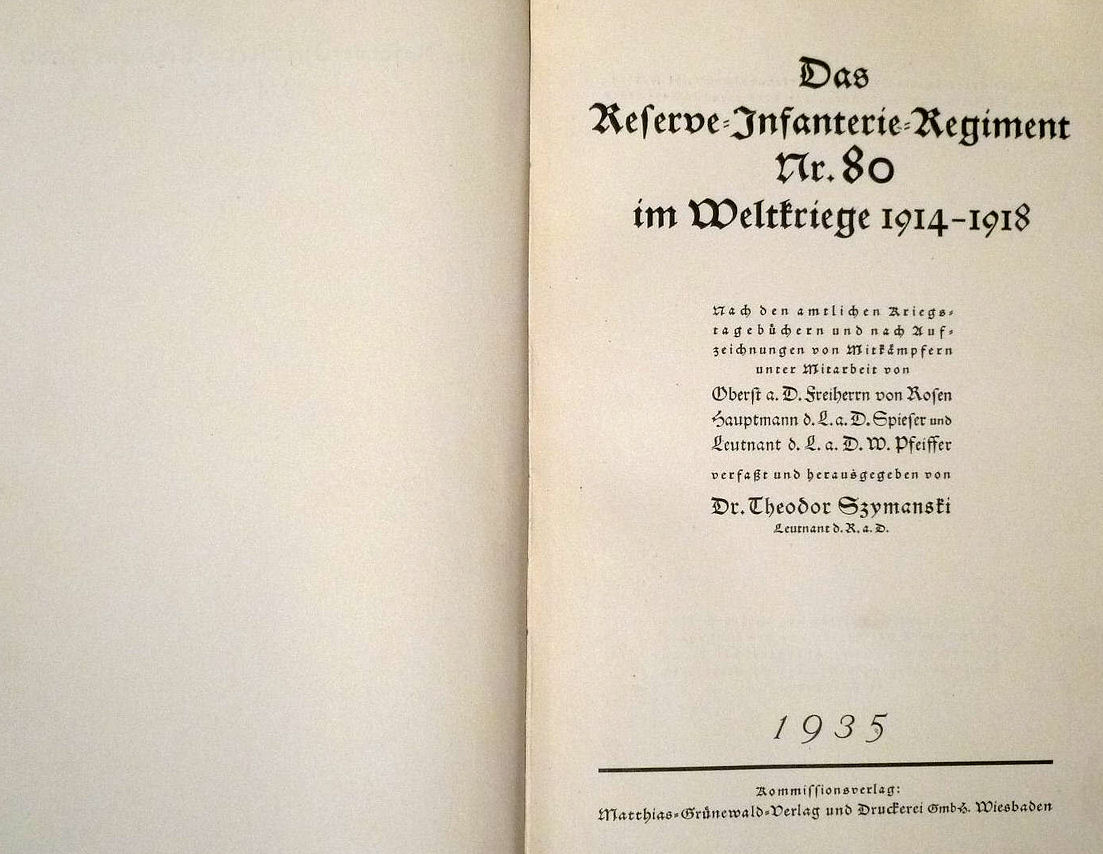 Das
Reſerve-Infanterie-Regiment
Nr. 80
im Weltkriege 1914-1918
Nach den amtlichen Kriegs-
tagebüchern und nach Auf-
zeichnungen von Mitkämpfern
unter Mitarbeit von
Oberſt a. D. Freiherrn von Roſen
Hauptmann d. L. a. D. Spieſer und
Leutnant d. L. a. D. W. Pfeiffer
verfaßt und herausgegeben von
Dr. Theodor Szymanski
Leutnant d. R. a. D.
1935
Kommiſſionsverlag:
Matthias-Grünewald-Verlag und Druckerei GmbH. Wiesbaden